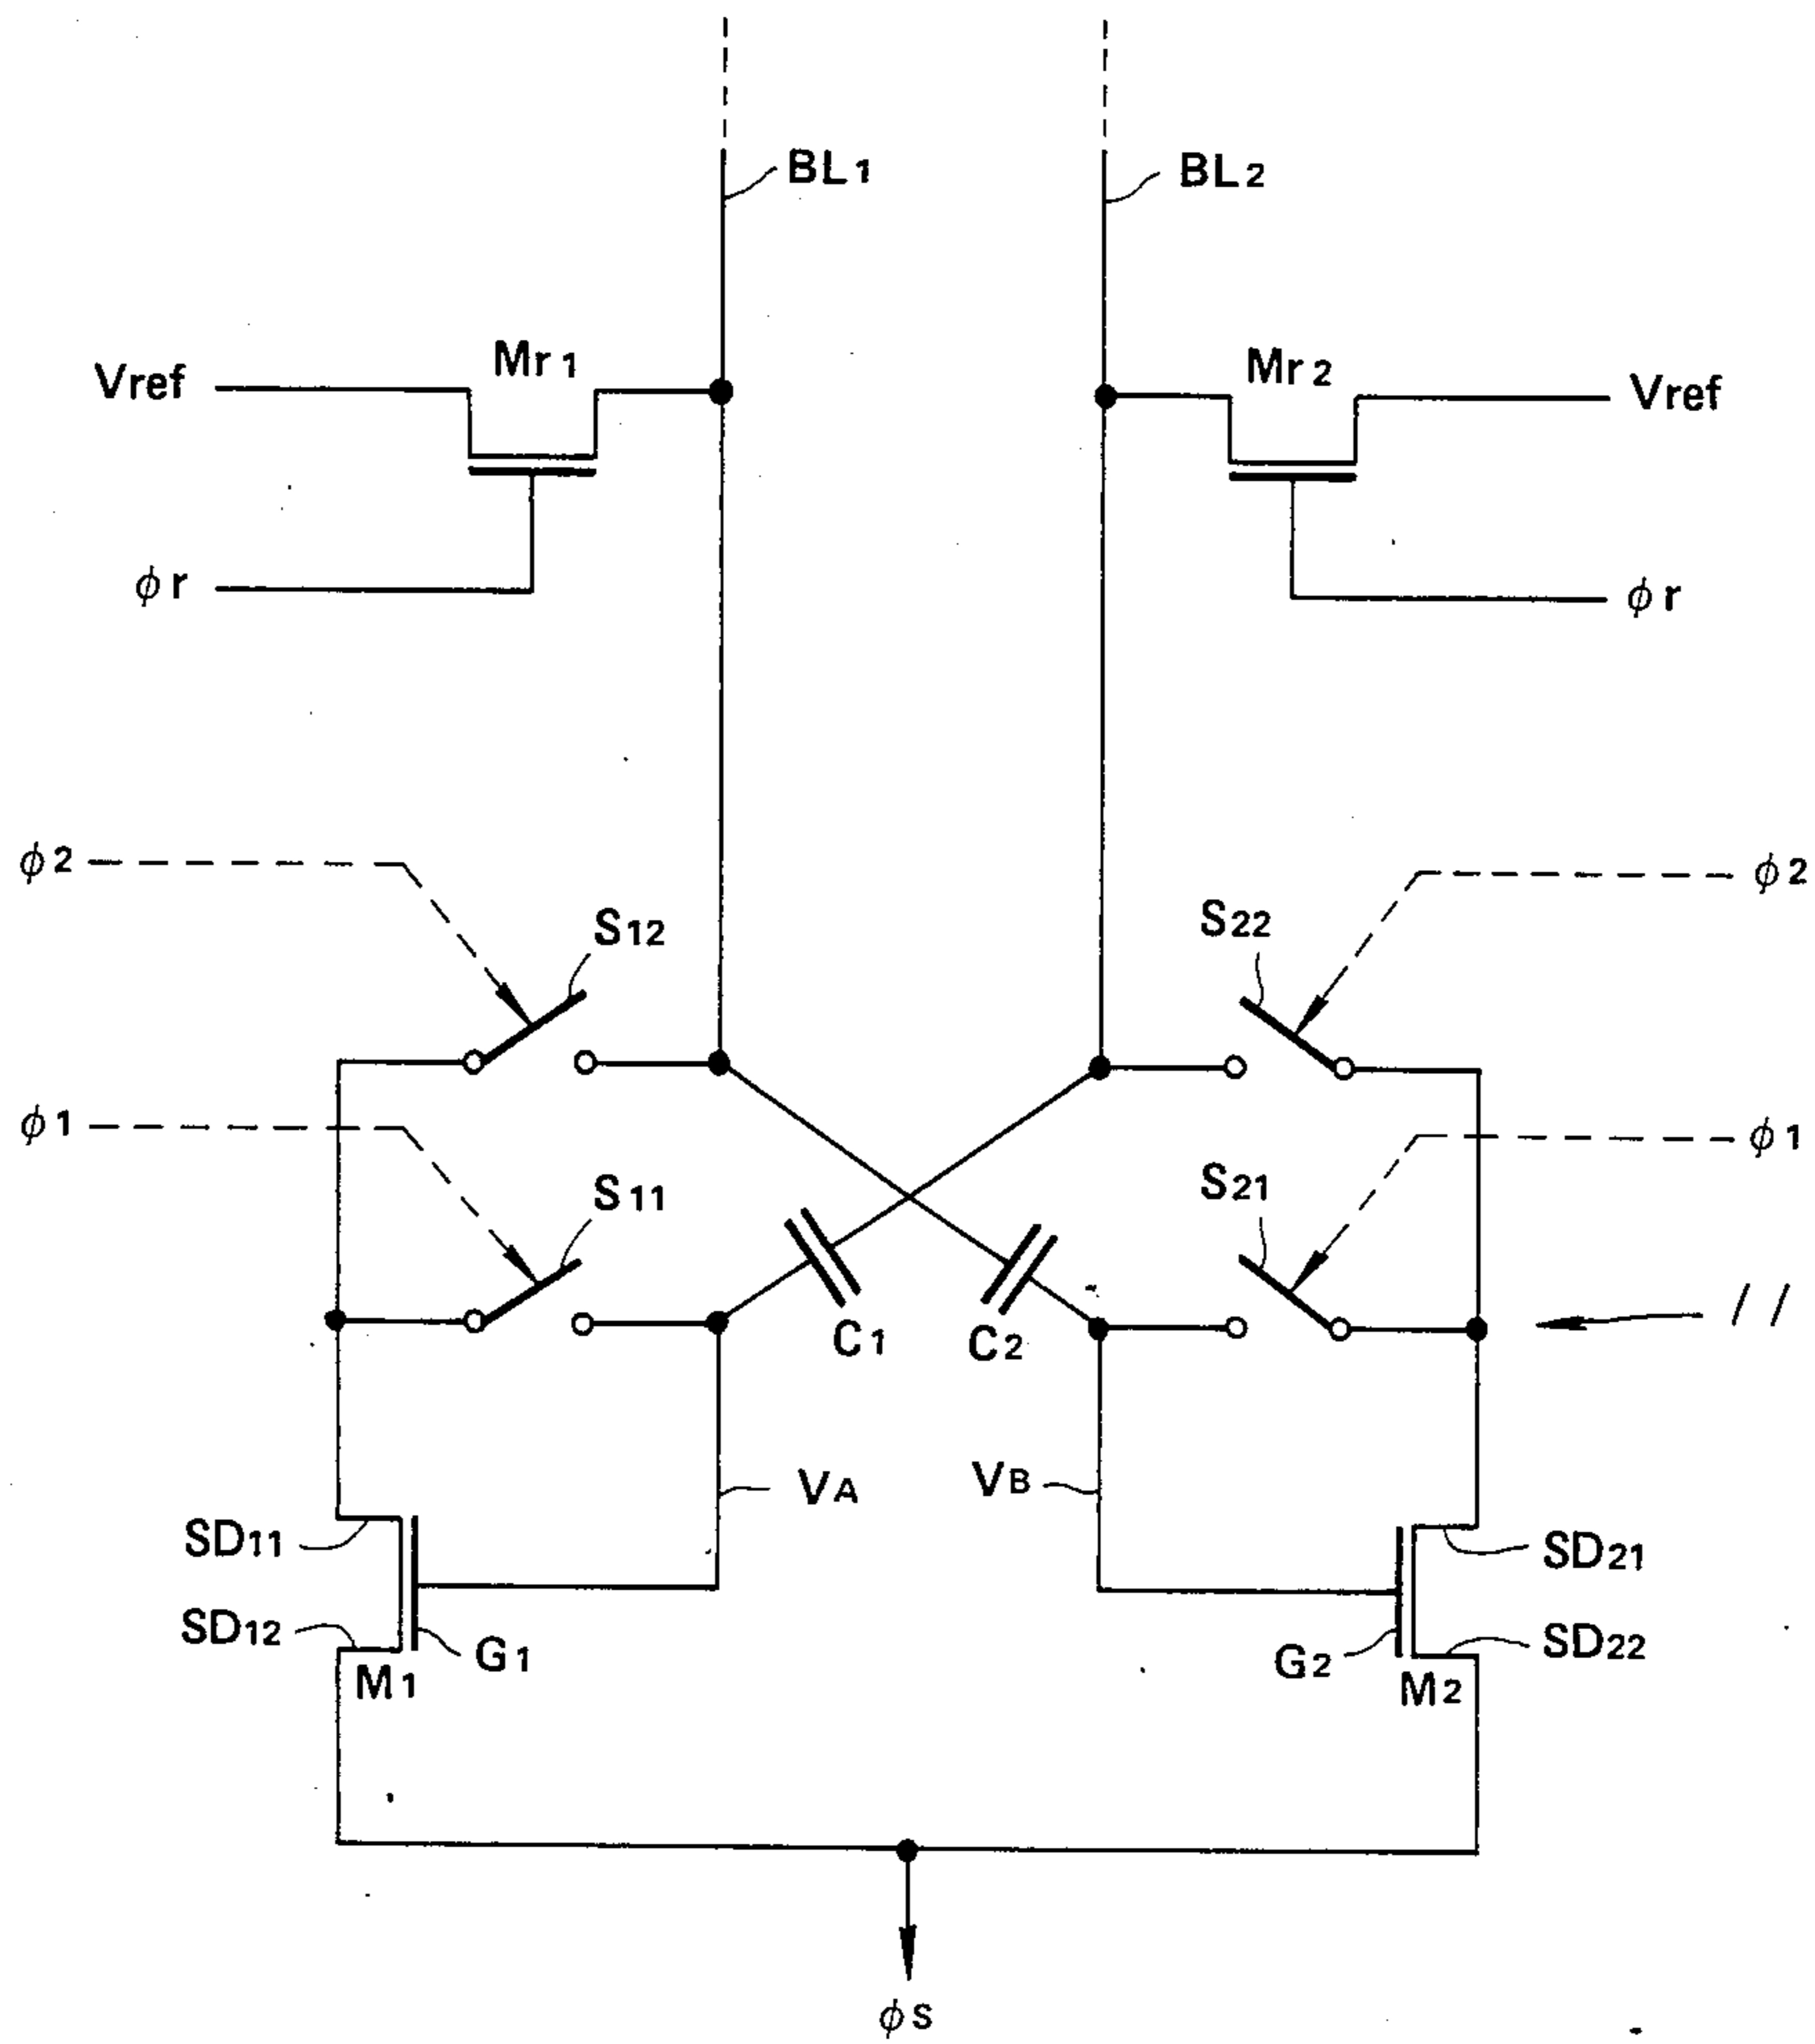 BL1
BL2
Vref
Mr1
Mr2
Vref
φr
φr
φ2
S12
S22
φ2
φ1
S11
S21
φ1
C1
C2
11
VA
VB
SD11
SD21
SD12
G1
G2
SD22
M1
M2
φS